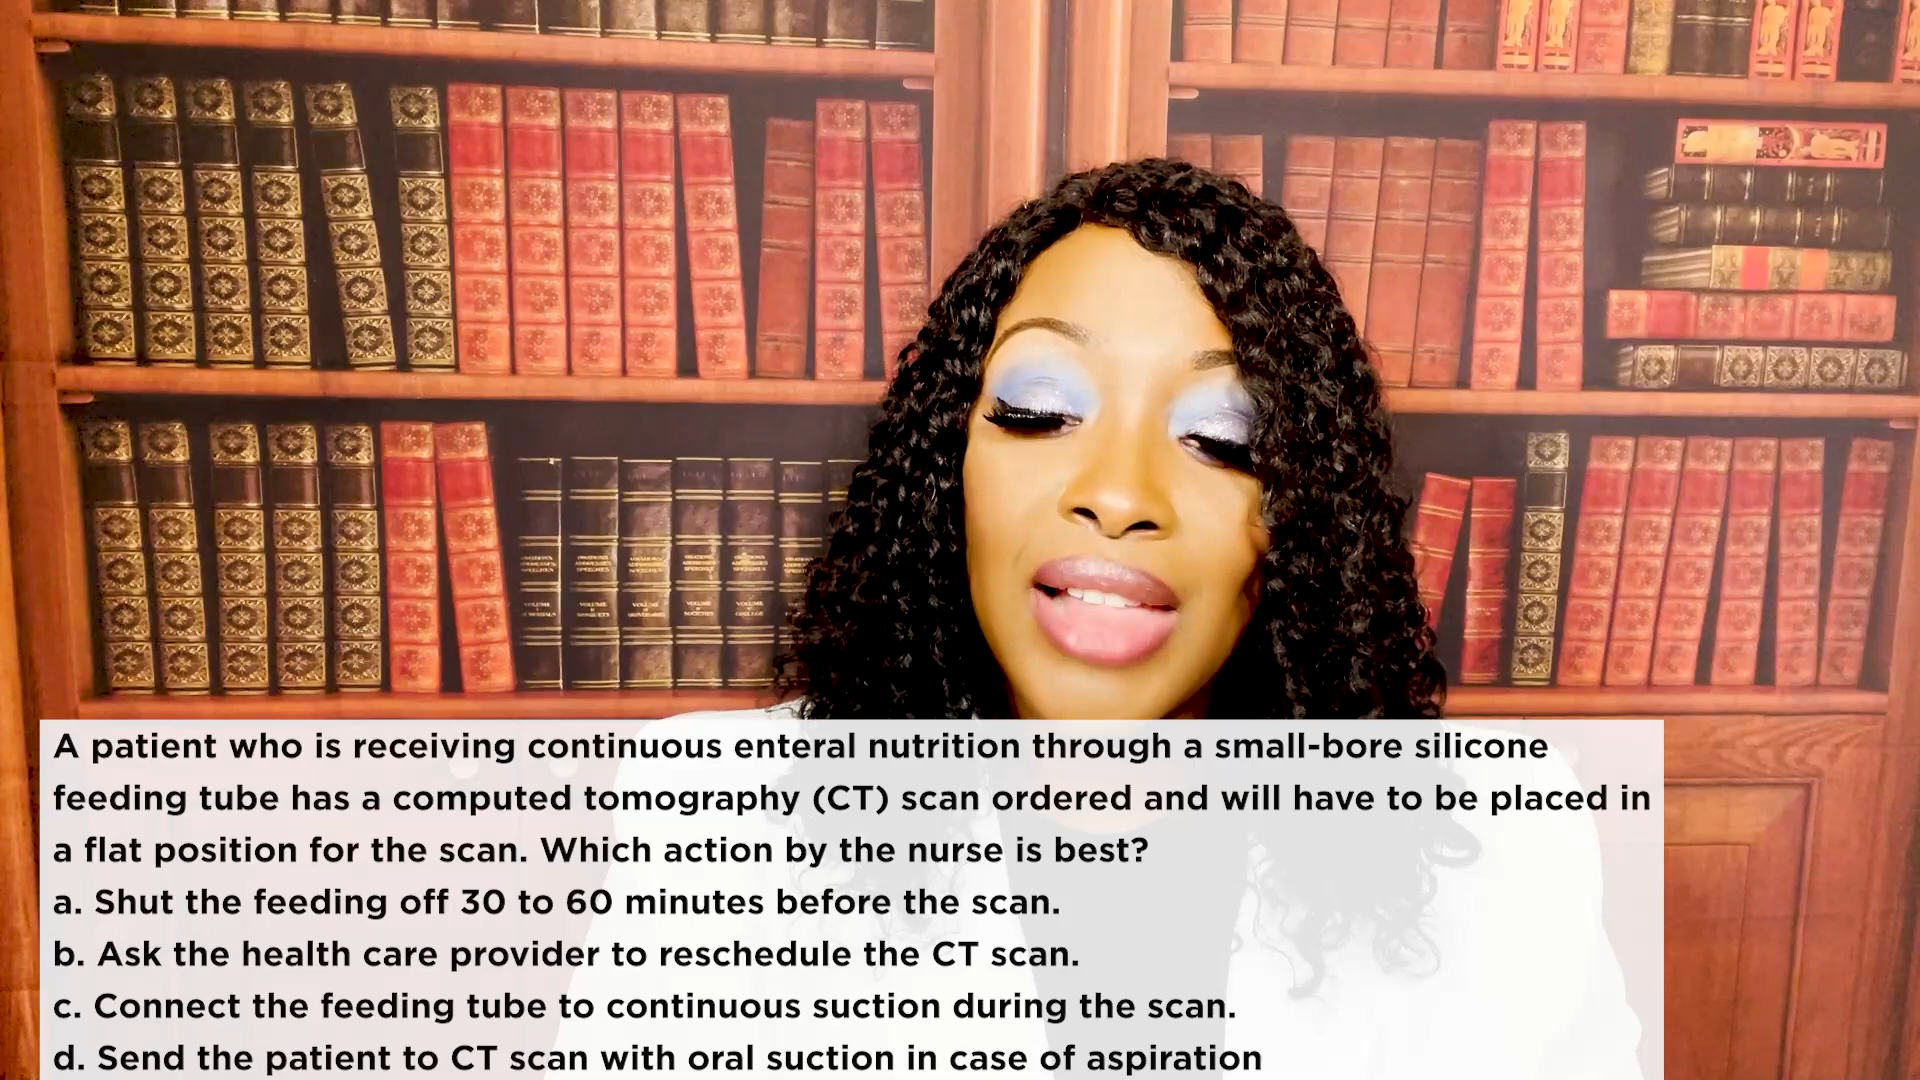 A patient who is receiving continuous enteral nutrition through a small-bore silicone
feeding tube has a computed tomography (CT) scan ordered and will have to be placed in
a flat position for the scan. Which action by the nurse is best?
a. Shut the feeding off 30 to 60 minutes before the scan.
b. Ask the health care provider to reschedule the CT scan.
c. Connect the feeding tube to continuous suction during the scan.
d. Send the patient to CT scan with oral suction in case of aspiration